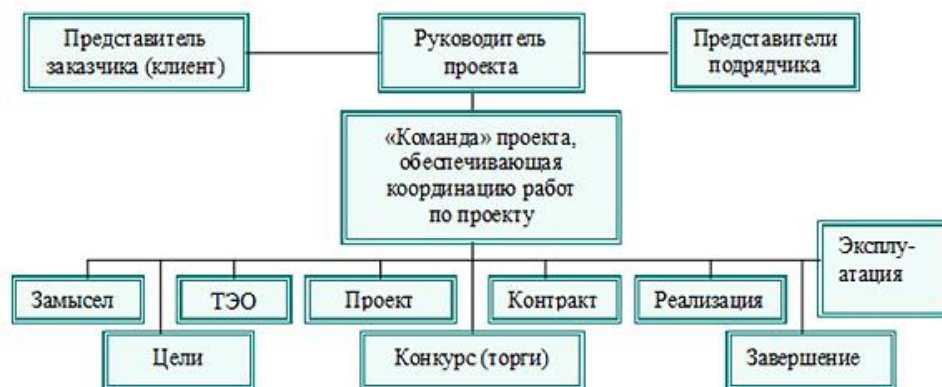 Представитель
заказчика (клиент)
Руководитель
проекта
Представители
подрядчика
«Команда» проекта,
обеспечивающая
координацию работ
по проекту
Эксплу-
атация
Замысел
ТЭО
Проект
Контракт
Реализация
Цели
Конкурс (торги)
Завершение